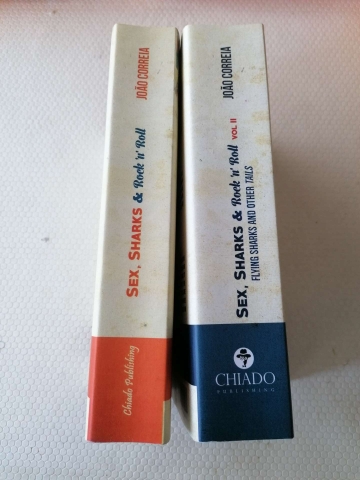 JOÃO CORREIA
SEX, SHARKS & Rock 'n' Roll
Chiado Publishing
JOÃO CORREIA
SEX, SHARKS & Rock 'n' Roll VOL II
FLYING SHARKS AND OTHER TAILS
CHIADO
PUBLISHING